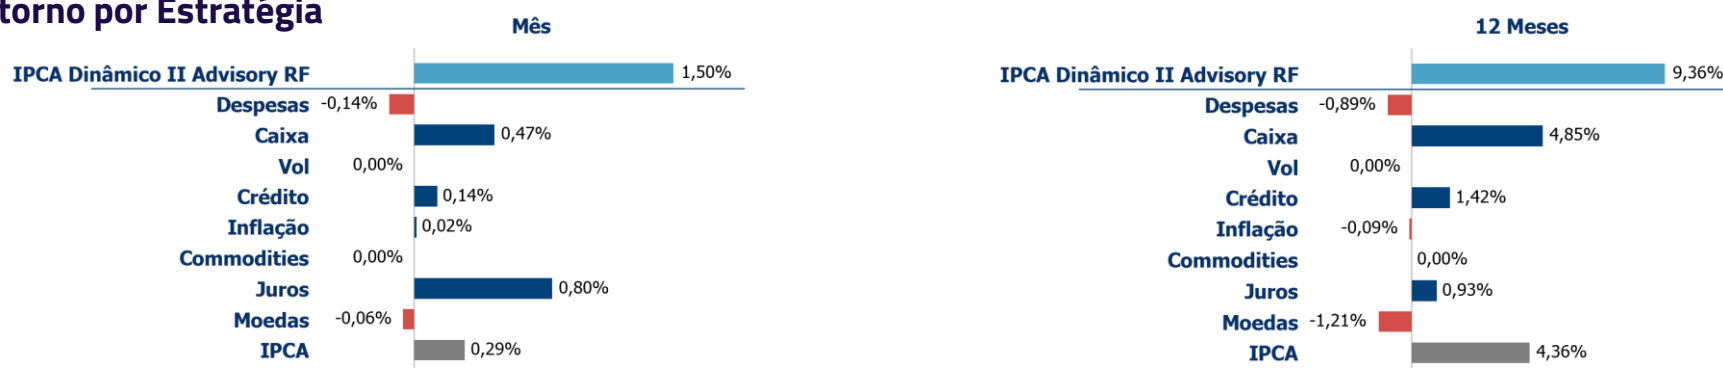 torno por Estratégia
Mês
IPCA Dinâmico II Advisory RF 1,50%
Despesas -0,14%
Caixa 0,47%
Vol 0,00%
Crédito 0,14%
Inflação 0,02%
Commodities 0,00%
Juros 0,80%
Moedas -0,06%
IPCA 0,29%
12 Meses
IPCA Dinâmico II Advisory RF 9,36%
Despesas -0,89%
Caixa 4,85%
Vol 0,00%
Crédito 1,42%
Inflação -0,09%
Commodities 0,00%
Juros 0,93%
Moedas -1,21%
IPCA 4,36%